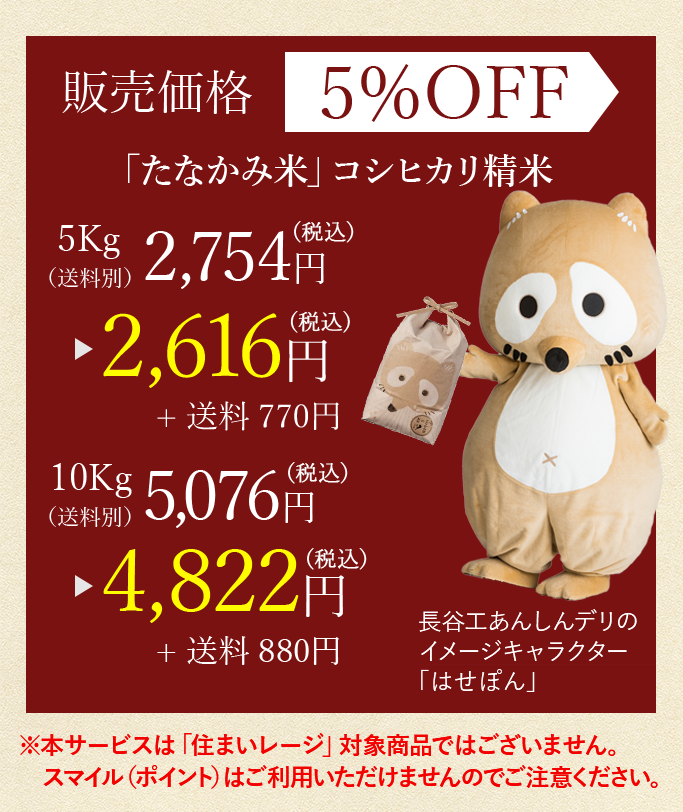 販売価格 5%OFF
「たなかみ米」コシヒカリ精米
5Kg
(送料別)
2,754円(税込)
▶2,616円(税込)
+ 送料 770円
10Kg
(送料別)
5,076円(税込)
▶4,822円(税込)
+ 送料 880円
長谷工あんしんデリの
イメージキャラクター
「はせぽん」
※本サービスは「住まいレージ」対象商品ではございません。
スマイル(ポイント)はご利用いただけませんのでご注意ください。